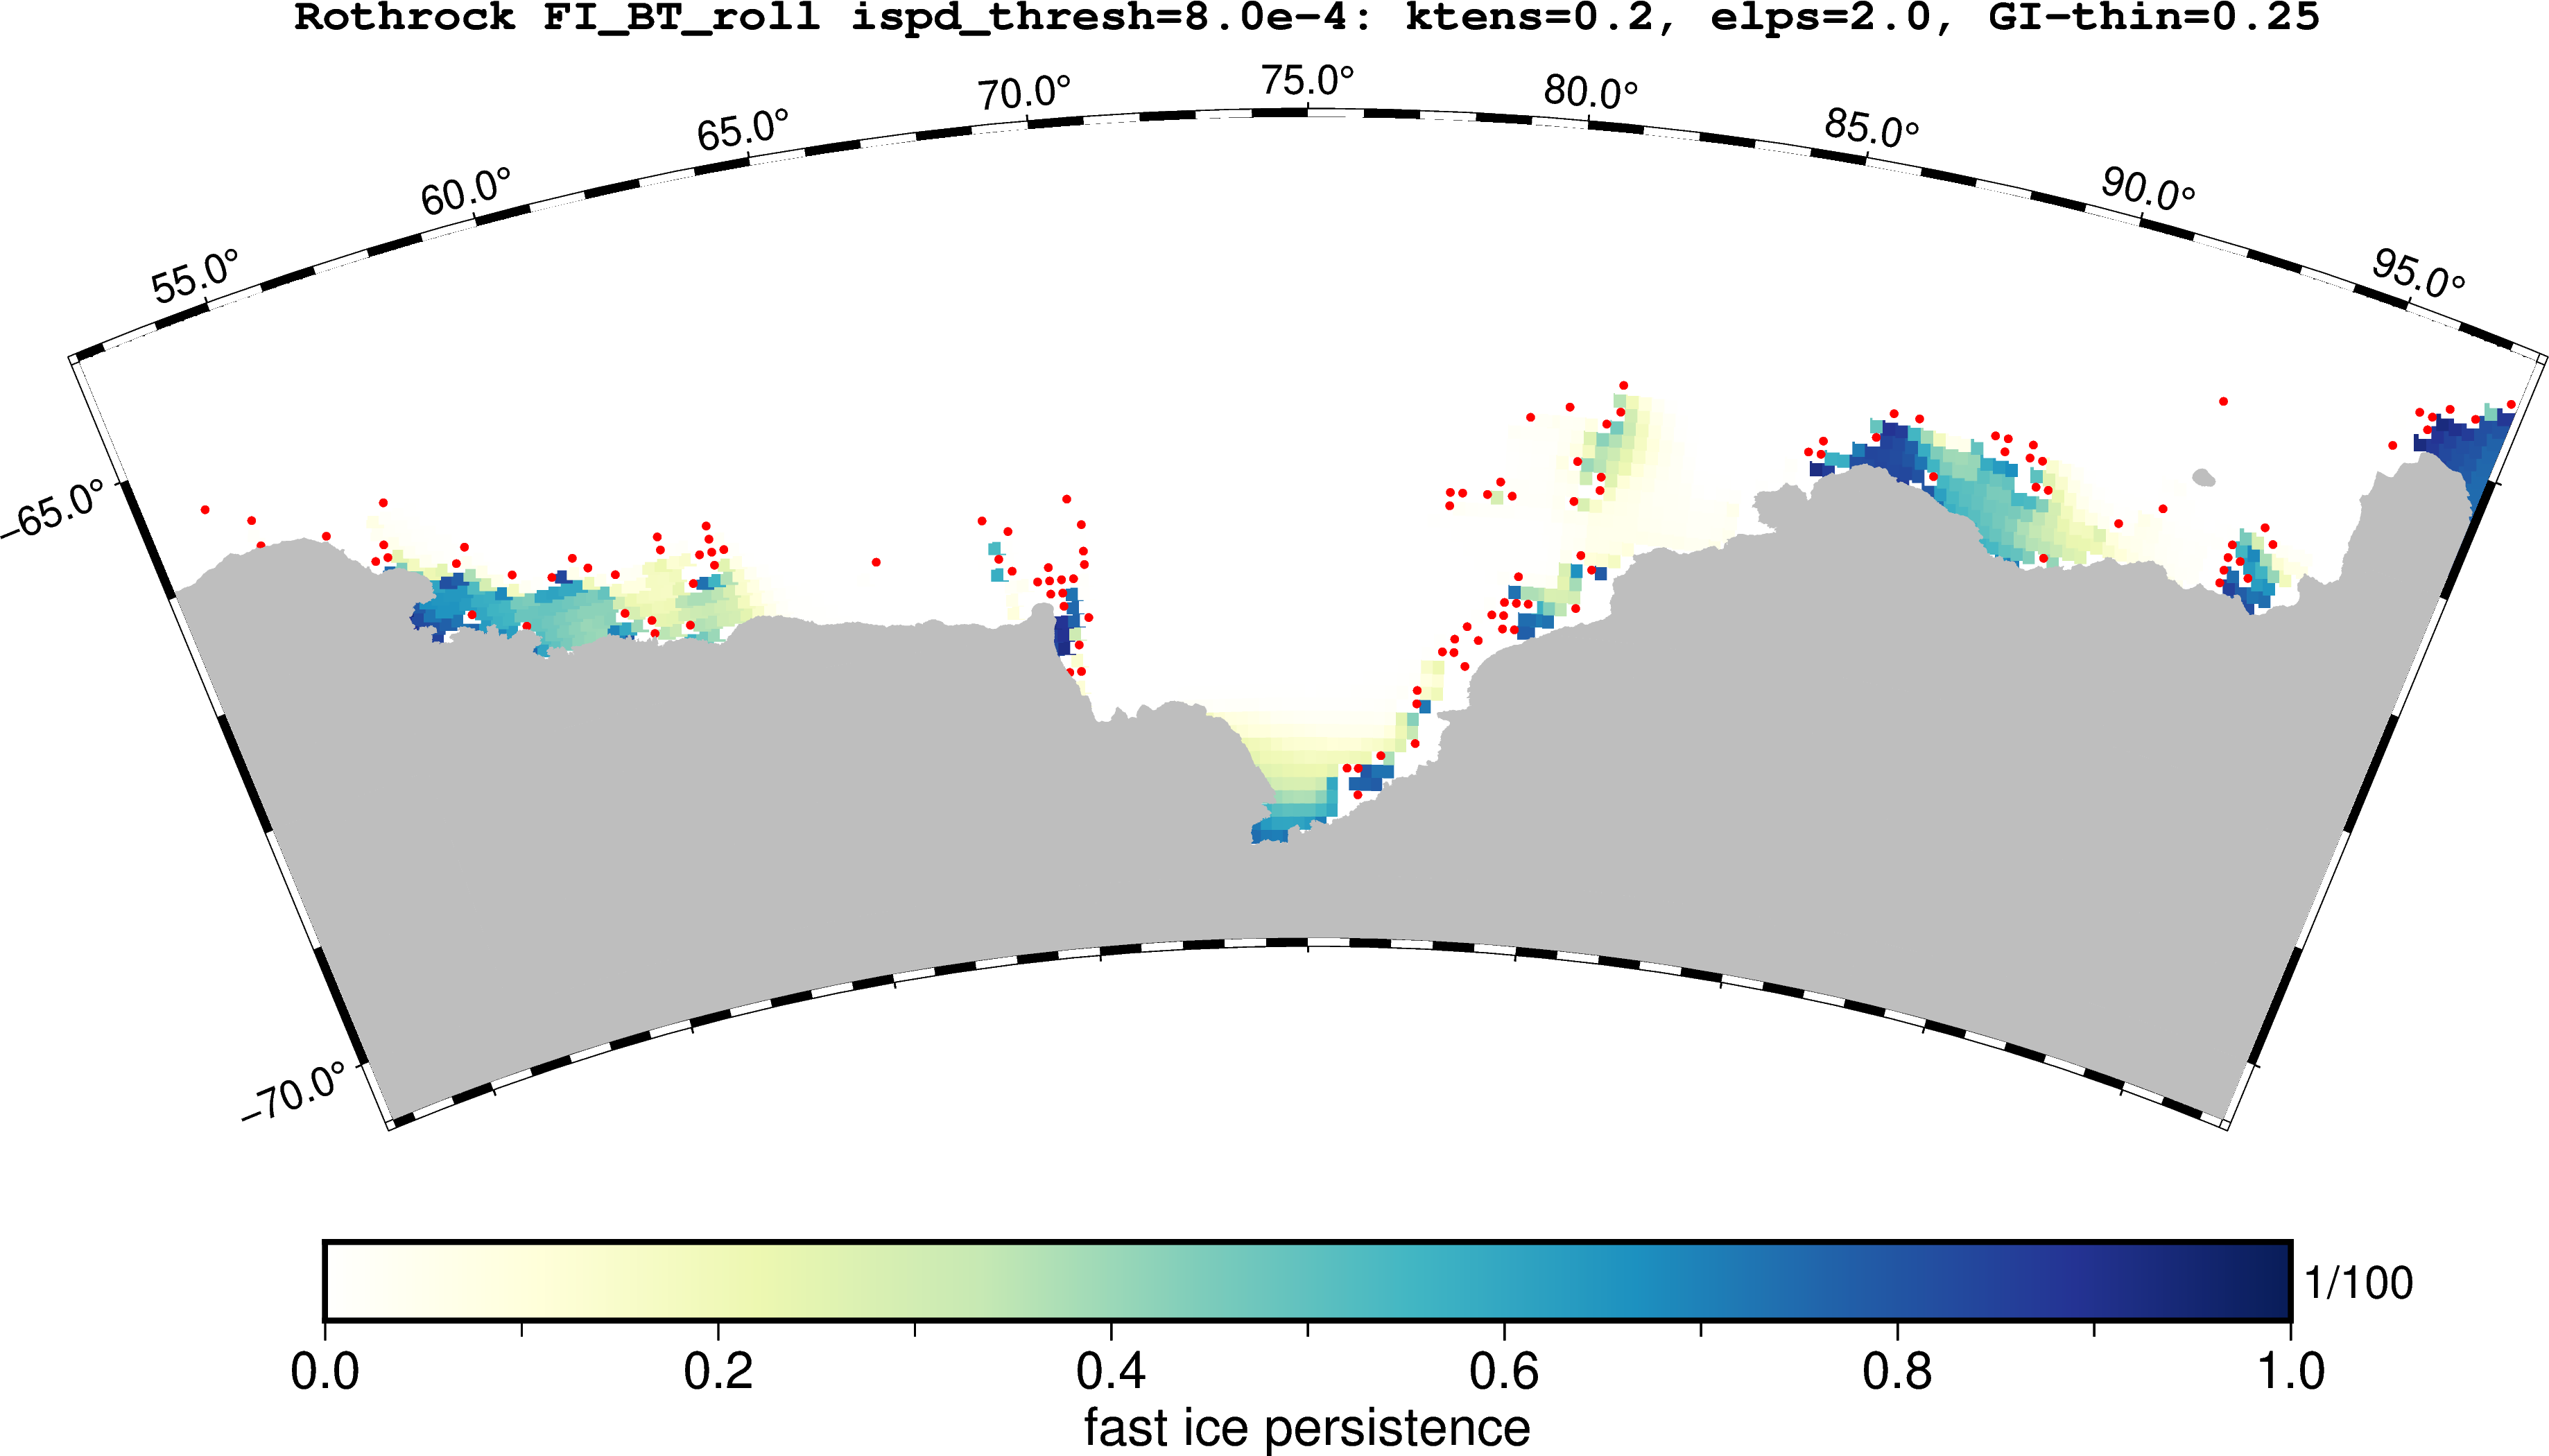 Rothrock FI_BT_roll ispd_thresh=8.0e−4: ktens=0.2, elps=2.0, GI−thin=0.25
55.0° 60.0° 65.0° 70.0° 75.0° 80.0° 85.0° 90.0° 95.0°
−65.0°
−70.0°
1/100
0.0 0.2 0.4 0.6 0.8 1.0
fast ice persistence